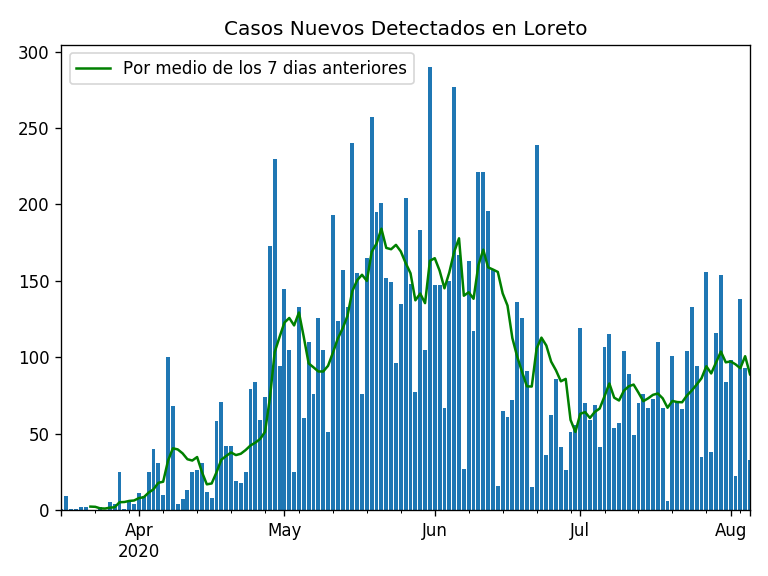 Casos Nuevos Detectados en Loreto
Por medio de los 7 dias anteriores
300
250
200
150
100
50
0
Apr
2020
May
Jun
Jul
Aug